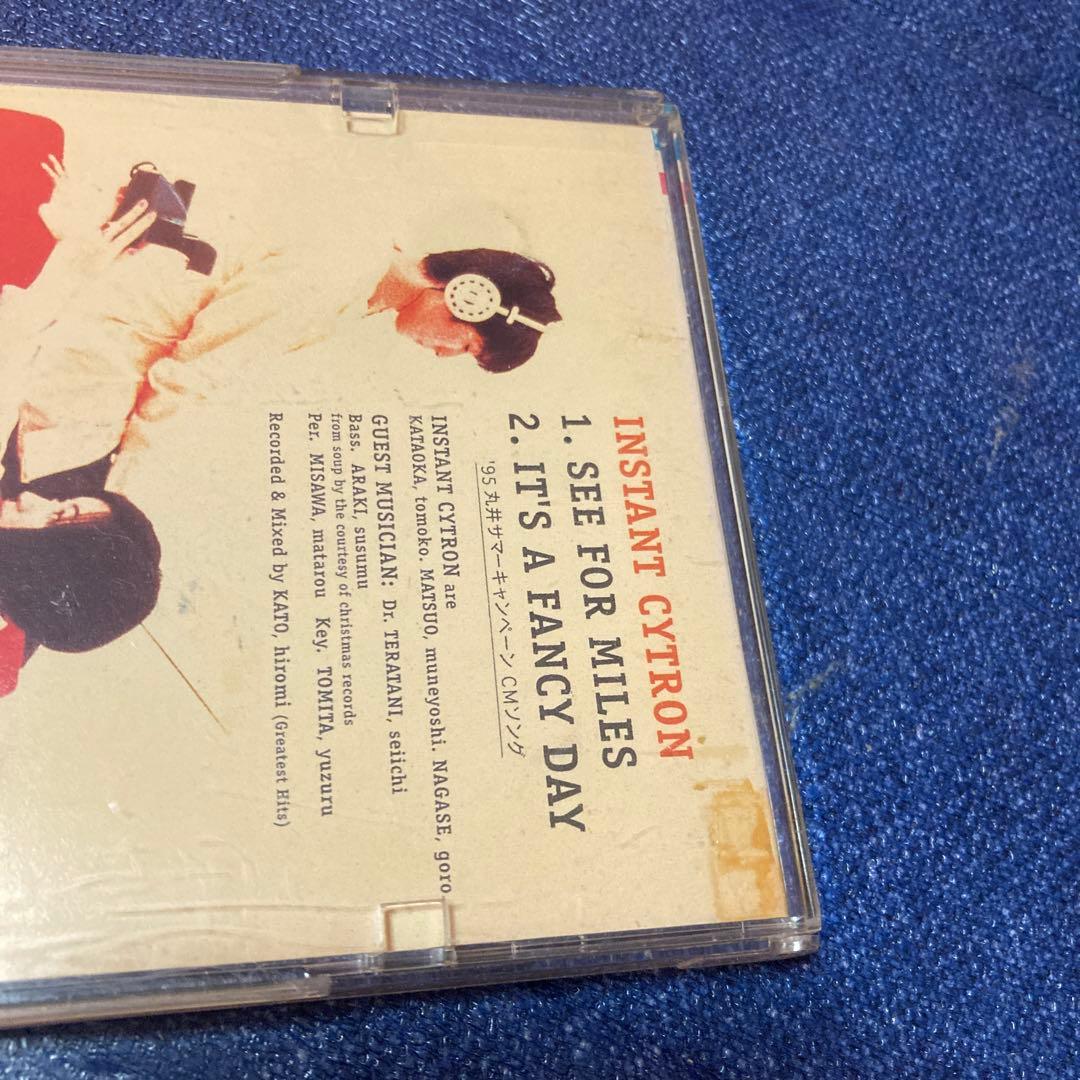 INSTANT CYTRON
1. SEE FOR MILES
2. IT'S A FANCY DAY
'95 丸井サマーキャンペーン CMソング
INSTANT CYTRON are
KATAOKA, tomoko. MATSUO, muneyoshi. NAGASE, goro
GUEST MUSICIAN: Dr. TERATANI, seiichi
Bass. ARAKI, susumu
from soup by the courtesy of christmas records
Per. MISAWA, matarou Key. TOMITA, yuzuru
Recorded & Mixed by KATO, hiromi (Greatest Hits)